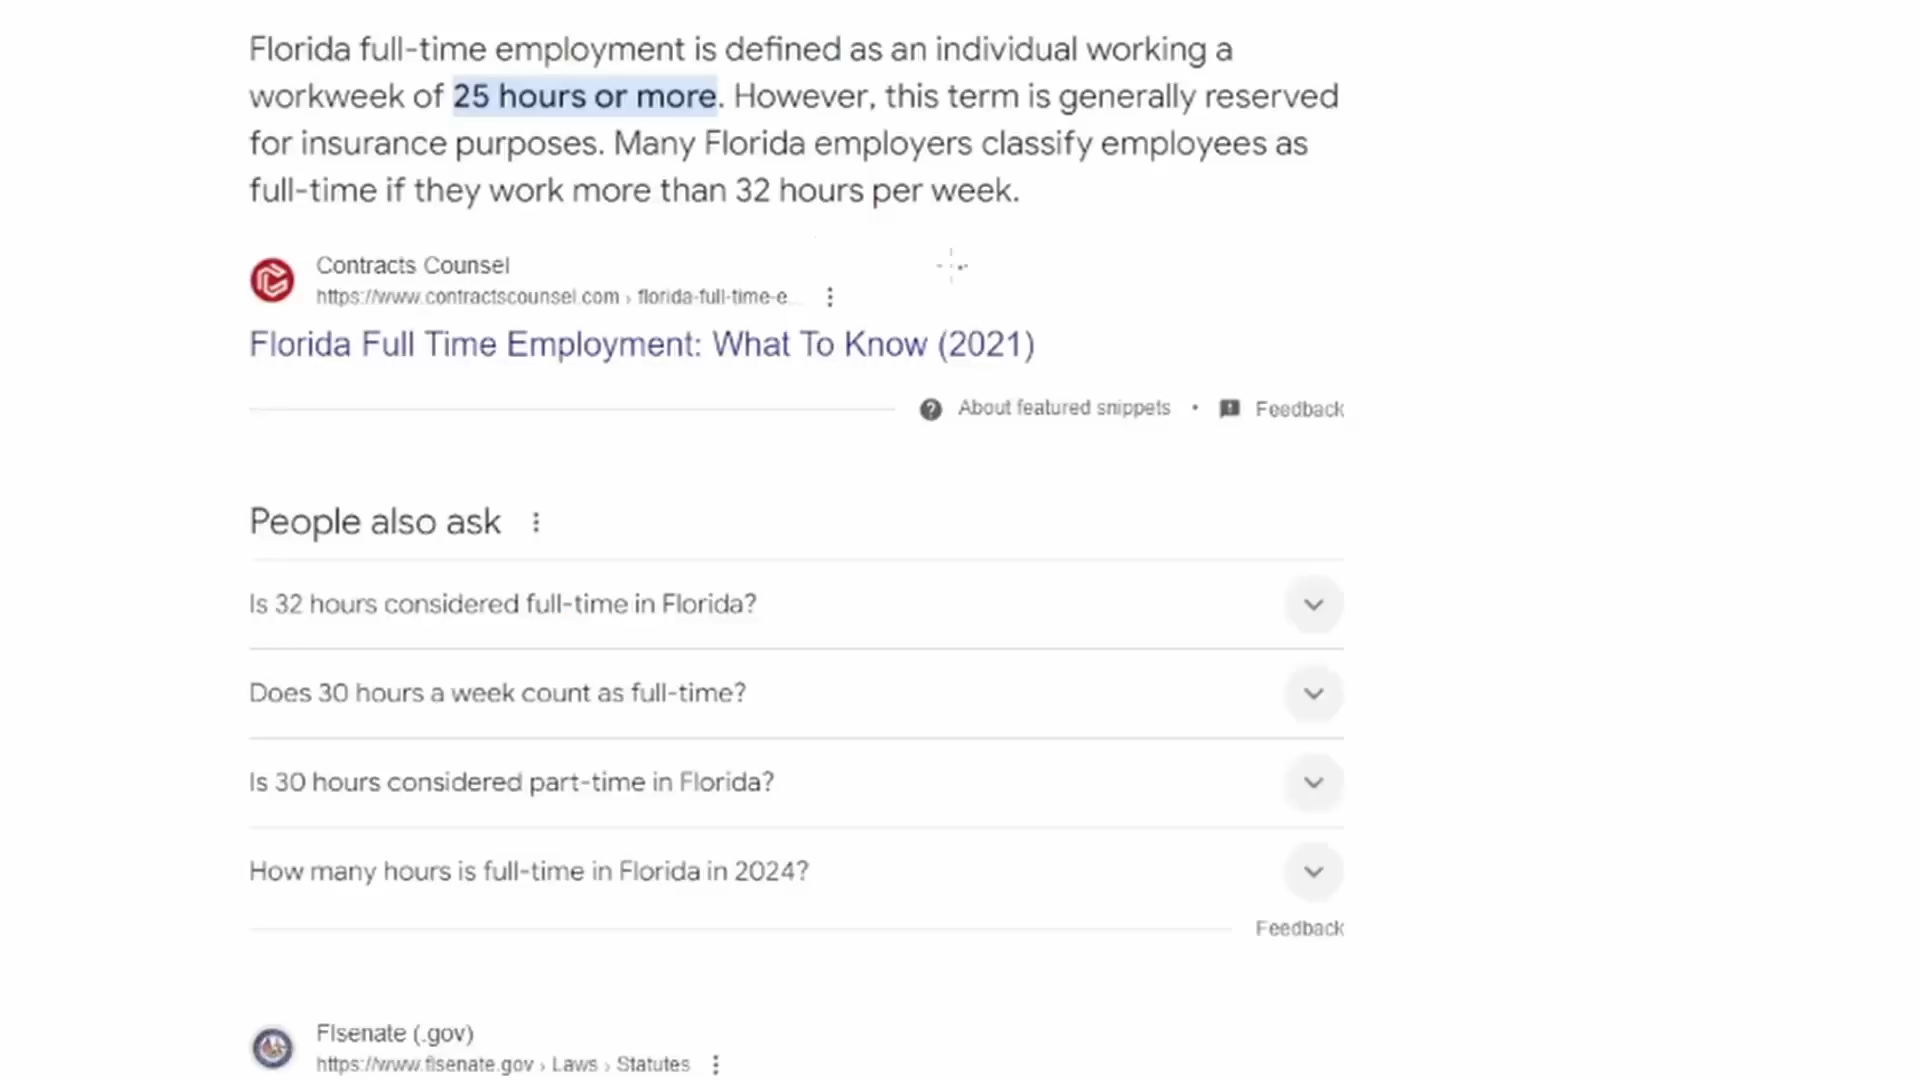 Florida full-time employment is defined as an individual working a
workweek of 25 hours or more. However, this term is generally reserved
for insurance purposes. Many Florida employers classify employees as
full-time if they work more than 32 hours per week.
Contracts Counsel
https://www.contractscounsel.com › florida-full-time-e...
Florida Full Time Employment: What To Know (2021)
About featured snippets • Feedback
People also ask
Is 32 hours considered full-time in Florida?
Does 30 hours a week count as full-time?
Is 30 hours considered part-time in Florida?
How many hours is full-time in Florida in 2024?
Feedback
Flsenate (.gov)
https://www.flsenate.gov › Laws › Statutes